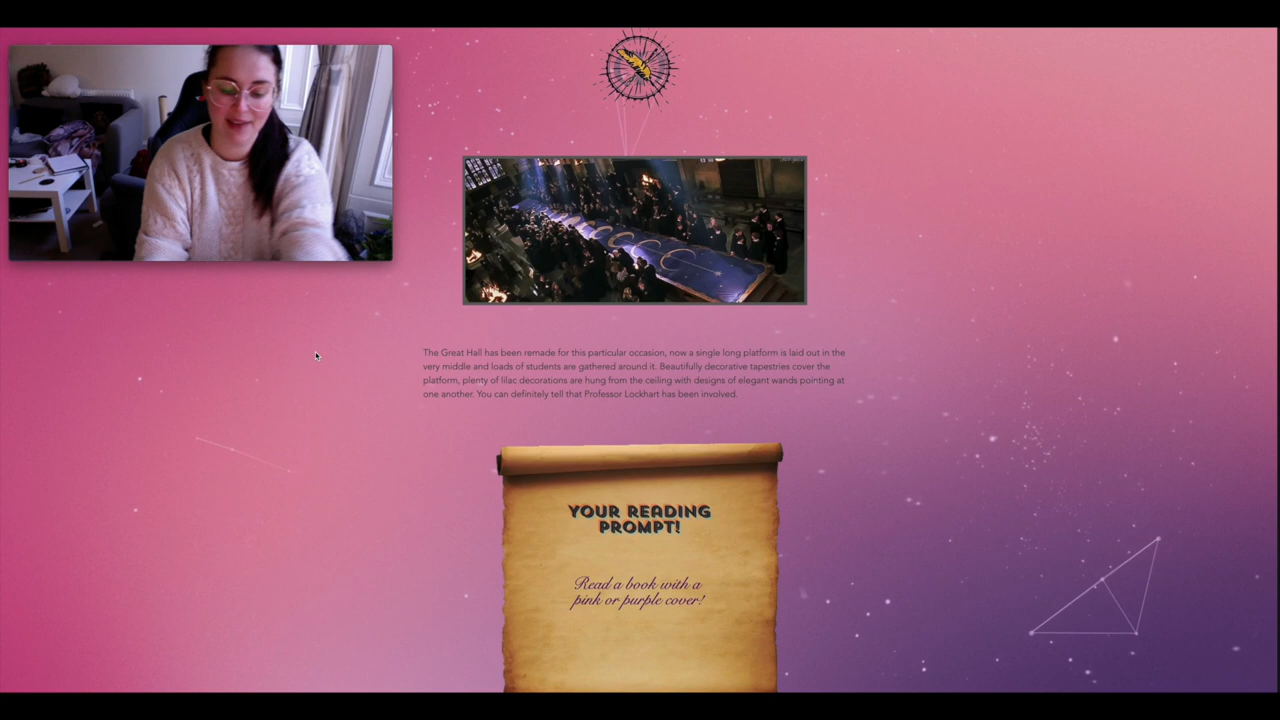 The Great Hall has been remade for this particular occasion, now a single long platform is laid out in the
very middle and loads of students are gathered around it. Beautifully decorative tapestries cover the
platform, plenty of lilac decorations are hung from the ceiling with designs of elegant wands pointing at
one another. You can definitely tell that Professor Lockhart has been involved.
YOUR READING
PROMPT!
Read a book with a
pink or purple cover!